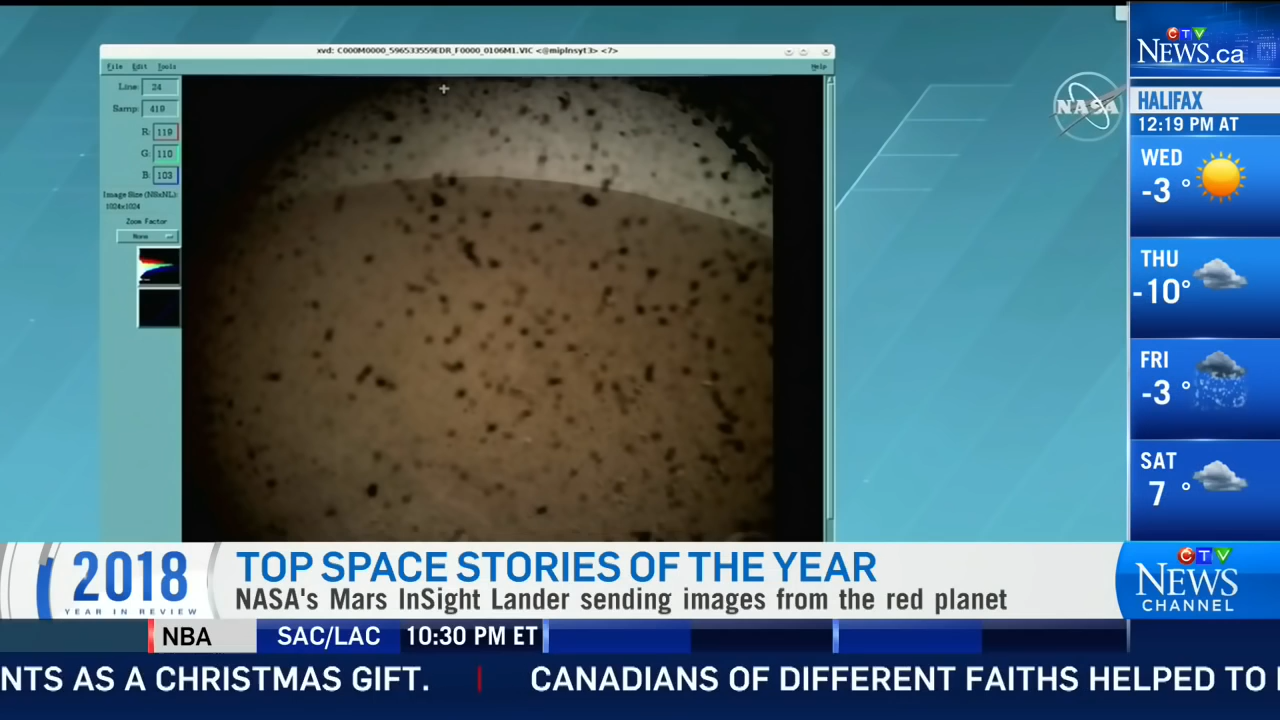 xvd: C000M0000_596533559EDR_F0000_0106M1.VIC <@mipinsyt3> <7>
File Edit Tools
Help
Line: 24
Samp: 419
R: 119
G: 110
B: 103
Image Size (NSxNL):
1024x1024
Zoom Factor
None
NASA
CTV
NEWS.ca
HALIFAX
12:19 PM AT
WED
-3°
THU
-10°
FRI
-3°
SAT
7°
2018
YEAR IN REVIEW
TOP SPACE STORIES OF THE YEAR
NASA's Mars InSight Lander sending images from the red planet
CTV
NEWS
CHANNEL
NBA SAC/LAC 10:30 PM ET
NTS AS A CHRISTMAS GIFT. | CANADIANS OF DIFFERENT FAITHS HELPED TO